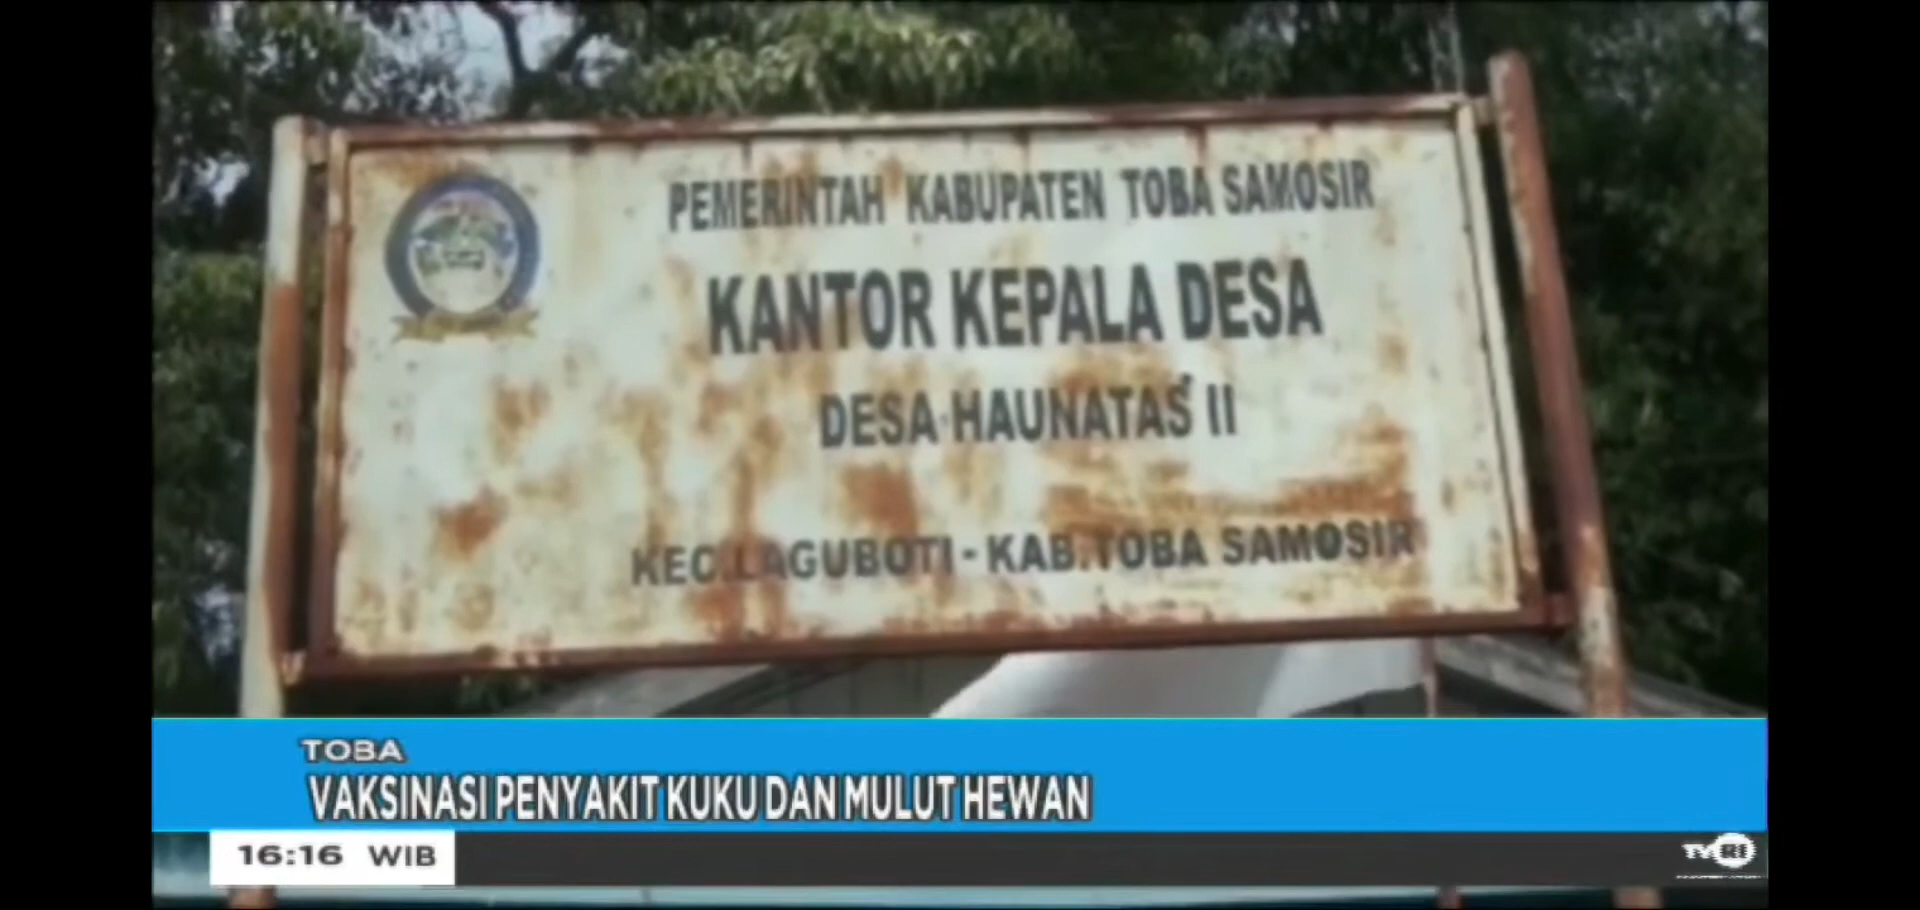 PEMERINTAH KABUPATEN TOBA SAMOSIR
KANTOR KEPALA DESA
DESA HAUNATAS II
KEC.LAGUBOTI - KAB.TOBA SAMOSIR
TOBA
VAKSINASI PENYAKIT KUKU DAN MULUT HEWAN
16:16 WIB
TVRI